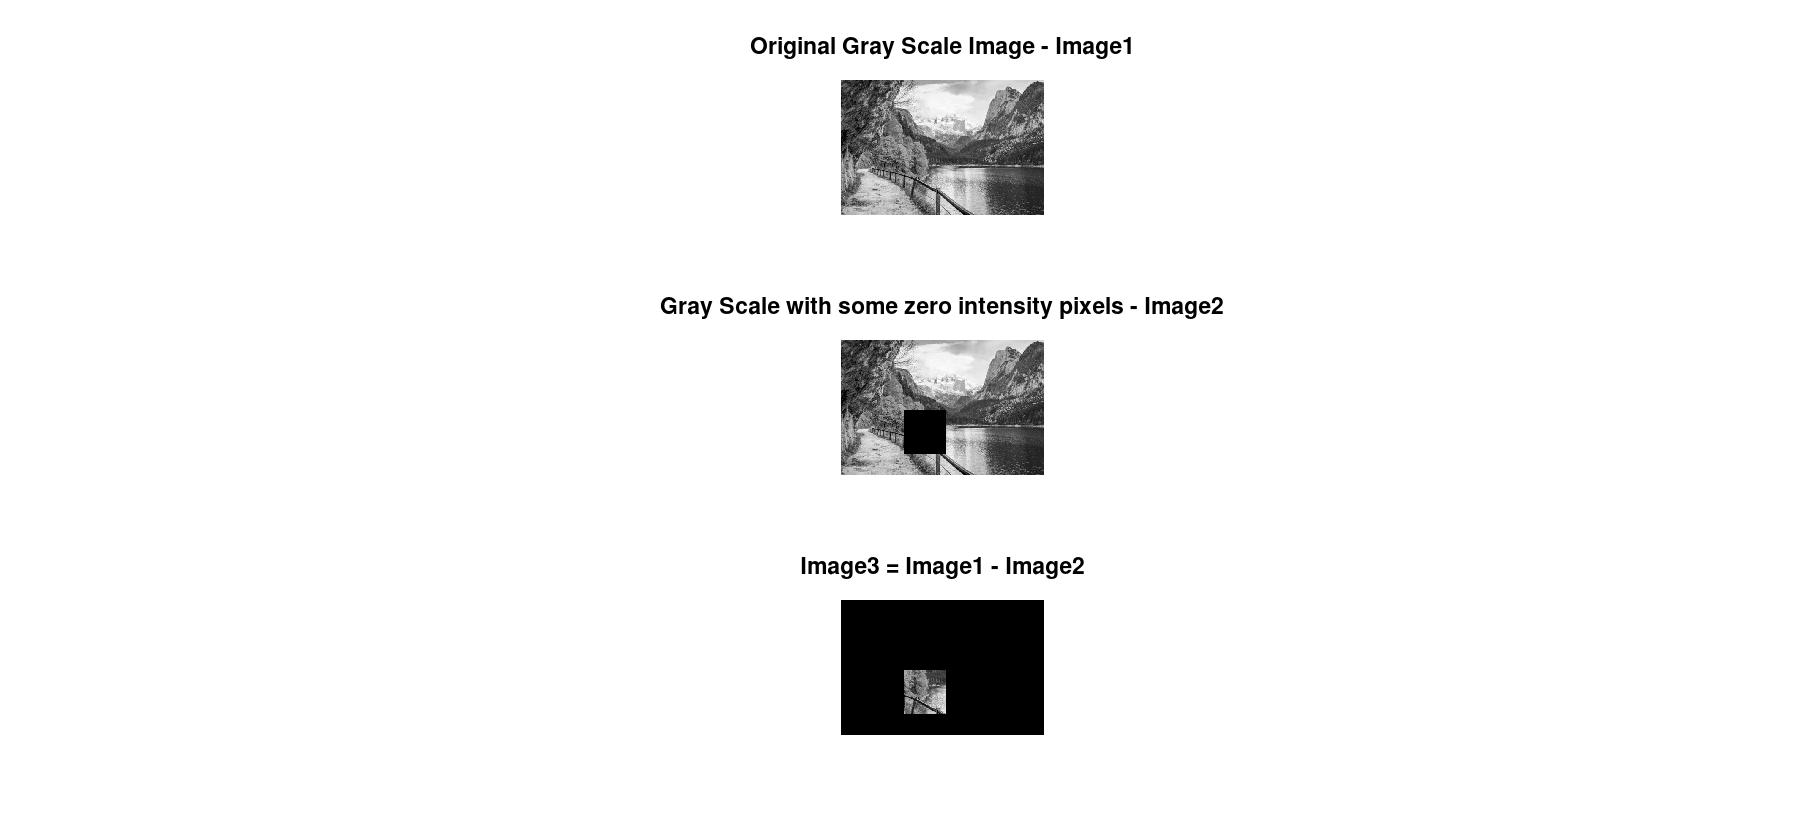 Original Gray Scale Image - Image1
Gray Scale with some zero intensity pixels - Image2
Image3 = Image1 - Image2